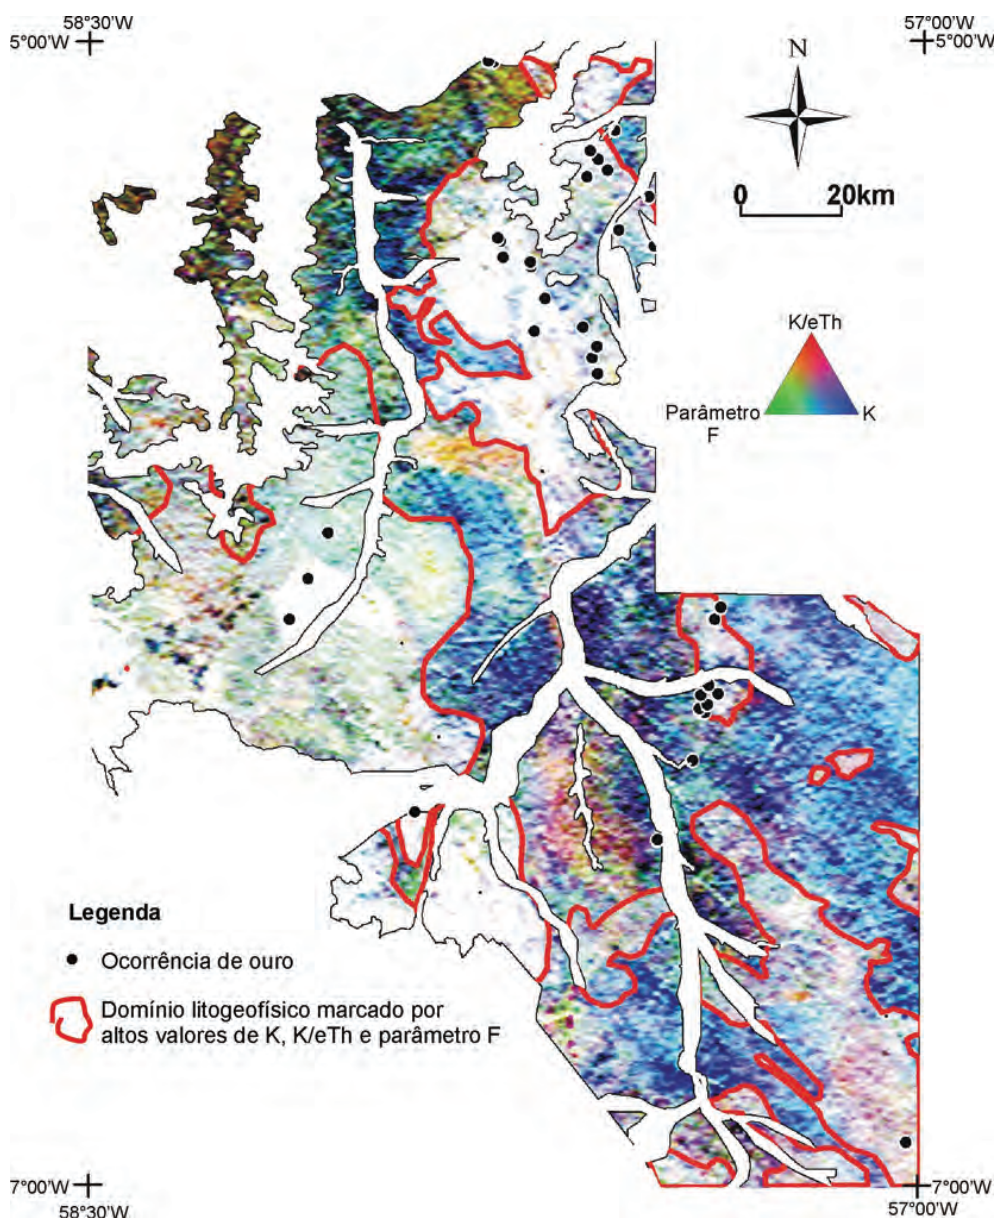 58°30'W
57°00'W
5°00'W
5°00'W
N
0 20km
K/eTh
Parâmetro
F
K
Legenda
Ocorrência de ouro
Domínio litogeofísico marcado por
altos valores de K, K/eTh e parâmetro F
7°00'W
7°00'W
58°30'W
57°00'W